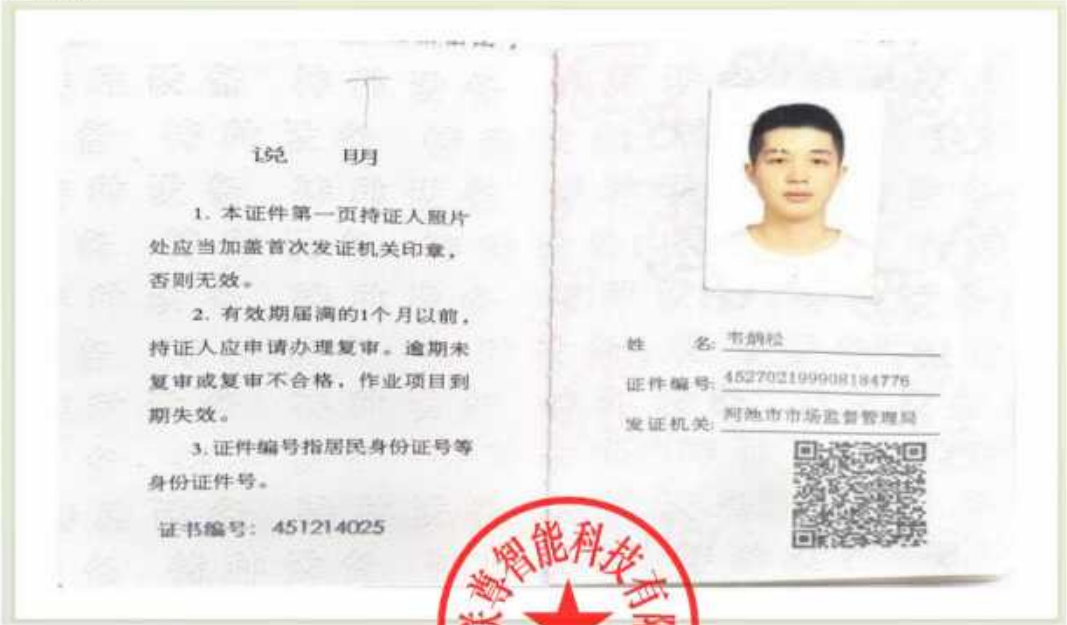 说 明
1. 本证件第一页持证人照片
处应当加盖首次发证机关印章，
否则无效。
2. 有效期届满的1个月以前，
持证人应申请办理复审。逾期未
复审或复审不合格，作业项目到
期失效。
3. 证件编号指居民身份证号等
身份证件号。
证书编号：451214025
姓 名：韦炳松
证件编号：452702199908184776
发证机关：河池市市场监督管理局
尊智能科技有限